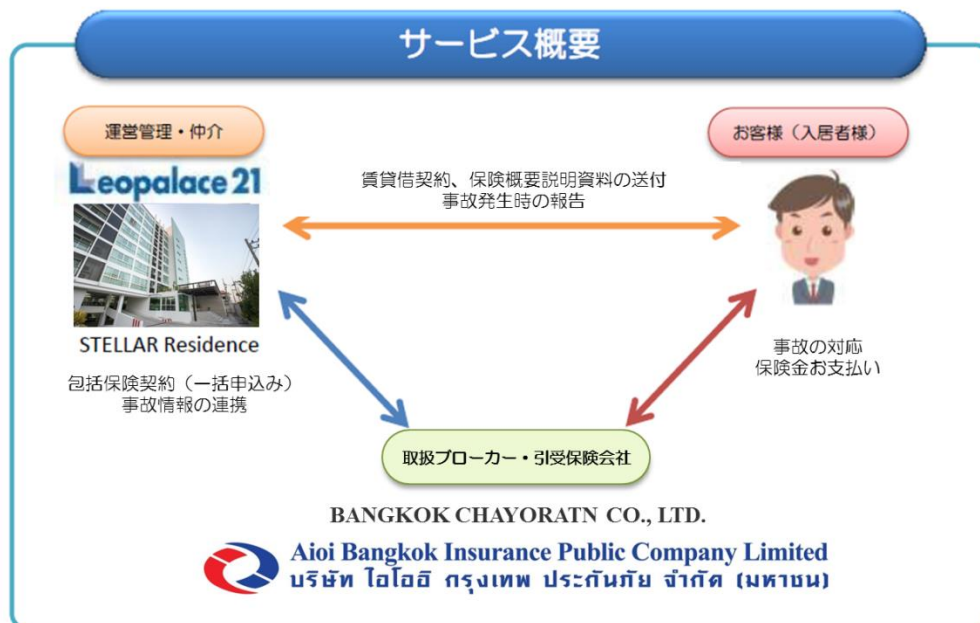 サービス概要
運営管理・仲介
お客様（入居者様）
Leopalace21
賃貸借契約、保険概要説明資料の送付
事故発生時の報告
STELLAR Residence
包括保険契約（一括申込み）
事故情報の連携
事故の対応
保険金お支払い
取扱ブローカー・引受保険会社
BANGKOK CHAYORATN CO., LTD.
Aioi Bangkok Insurance Public Company Limited
บริษัท ไอโออิ กรุงเทพ ประกันภัย จำกัด (มหาชน)